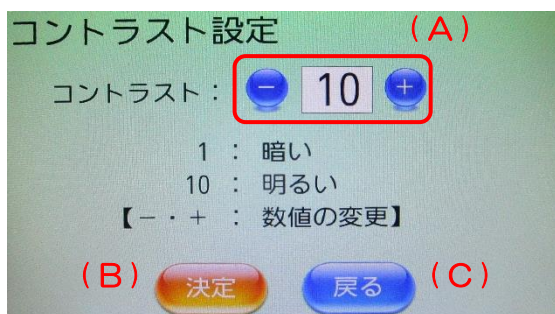 コントラスト設定 (A)
コントラスト： － 10 ＋
1 ： 暗い
10 ： 明るい
【－・＋ ： 数値の変更】
(B) 決定 戻る (C)